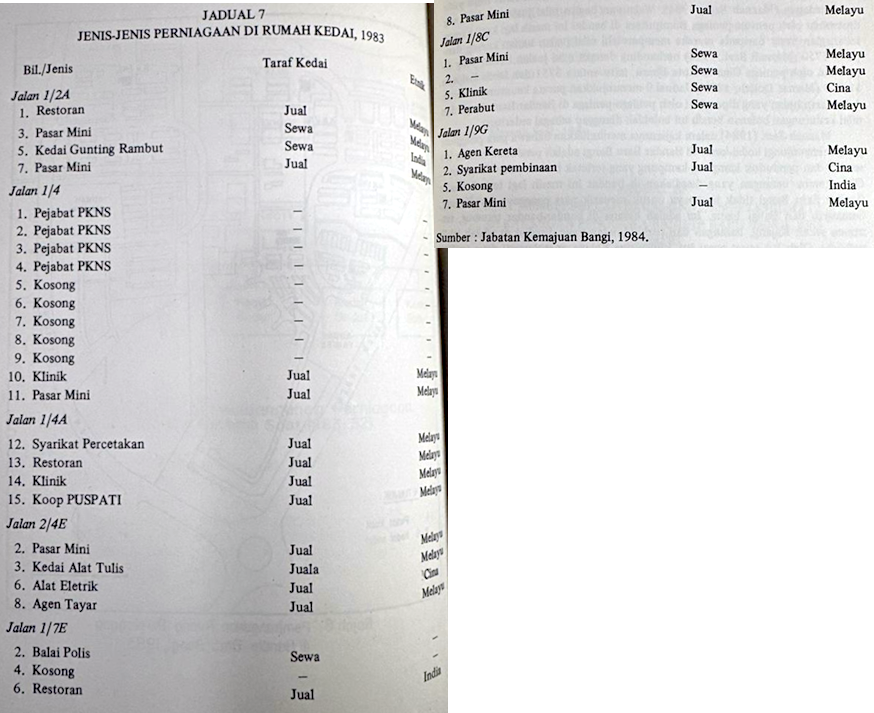 JADUAL 7
JENIS-JENIS PERNIAGAAN DI RUMAH KEDAI, 1983
Bil./Jenis Taraf Kedai Etnik
Jalan 1/2A
1. Restoran Jual Melayu
3. Pasar Mini Sewa Melayu
5. Kedai Gunting Rambut Sewa India
7. Pasar Mini Jual Melayu
Jalan 1/4
1. Pejabat PKNS – –
2. Pejabat PKNS – –
3. Pejabat PKNS – –
4. Pejabat PKNS – –
5. Kosong – –
6. Kosong – –
7. Kosong – –
8. Kosong – –
9. Kosong – –
10. Klinik Jual Melayu
11. Pasar Mini Jual Melayu
Jalan 1/4A
12. Syarikat Percetakan Jual Melayu
13. Restoran Jual Melayu
14. Klinik Jual Melayu
15. Koop PUSPATI Jual Melayu
Jalan 2/4E
2. Pasar Mini Jual Melayu
3. Kedai Alat Tulis Juala Melayu
6. Alat Eletrik Jual Cina
8. Agen Tayar Jual Melayu
Jalan 1/7E
2. Balai Polis Sewa –
4. Kosong – –
6. Restoran Jual India
8. Pasar Mini Jual Melayu
Jalan 1/8C
1. Pasar Mini Sewa Melayu
2. – Sewa Melayu
5. Klinik Sewa Cina
7. Perabut Sewa Melayu
Jalan 1/9G
1. Agen Kereta Jual Melayu
2. Syarikat pembinaan Jual Cina
5. Kosong – India
7. Pasar Mini Jual Melayu
Sumber : Jabatan Kemajuan Bangi, 1984.